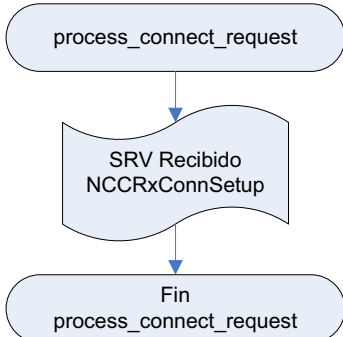 process_connect_request
SRV Recibido
NCCRxConnSetup
Fin
process_connect_request